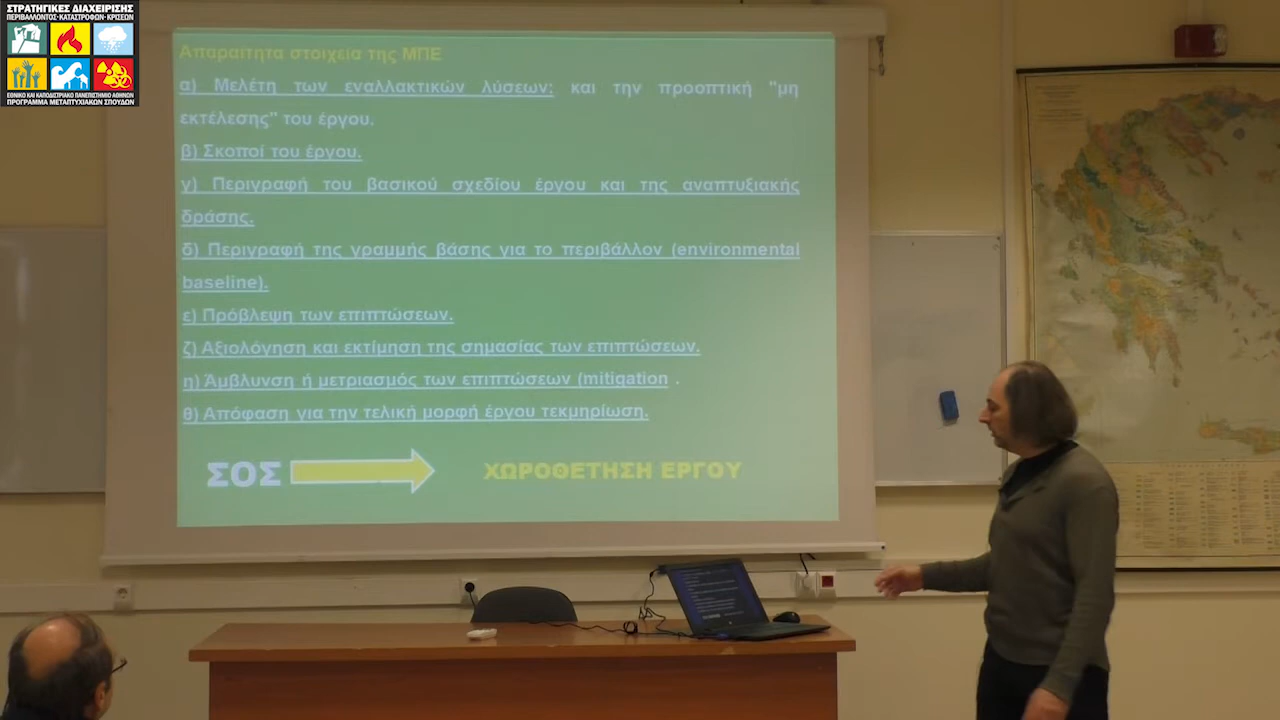 ΣΤΡΑΤΗΓΙΚΕΣ ΔΙΑΧΕΙΡΙΣΗΣ
ΠΕΡΙΒΑΛΛΟΝΤΟΣ·ΚΑΤΑΣΤΡΟΦΩΝ·ΚΡΙΣΕΩΝ
ΕΘΝΙΚΟ ΚΑΙ ΚΑΠΟΔΙΣΤΡΙΑΚΟ ΠΑΝΕΠΙΣΤΗΜΙΟ ΑΘΗΝΩΝ
ΠΡΟΓΡΑΜΜΑ ΜΕΤΑΠΤΥΧΙΑΚΩΝ ΣΠΟΥΔΩΝ
Απαραίτητα στοιχεία της ΜΠΕ
α) Μελέτη των εναλλακτικών λύσεων: και την προοπτική "μη
εκτέλεσης" του έργου.
β) Σκοποί του έργου.
γ) Περιγραφή του βασικού σχεδίου έργου και της αναπτυξιακής
δράσης.
δ) Περιγραφή της γραμμής βάσης για το περιβάλλον (environmental
baseline).
ε) Πρόβλεψη των επιπτώσεων.
ζ) Αξιολόγηση και εκτίμηση της σημασίας των επιπτώσεων.
η) Άμβλυνση ή μετριασμός των επιπτώσεων (mitigation .
θ) Απόφαση για την τελική μορφή έργου τεκμηρίωση.
ΣΟΣ ΧΩΡΟΘΕΤΗΣΗ ΕΡΓΟΥ